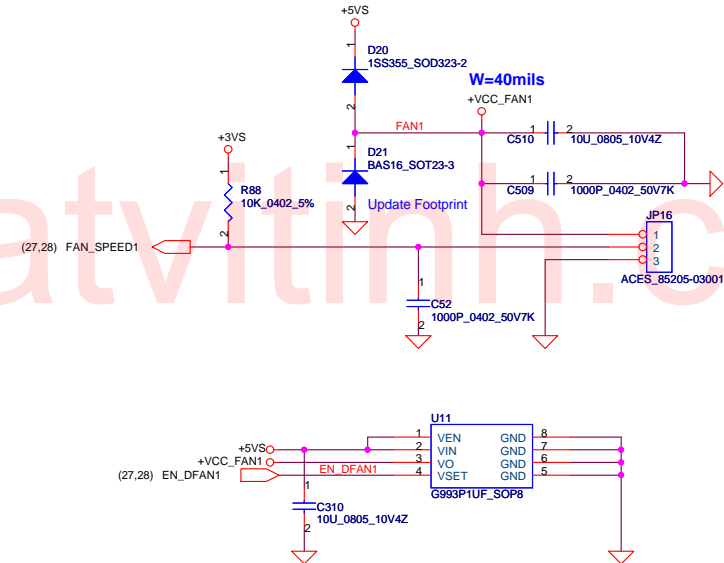 +5VS
1
D20
1SS355_SOD323-2
2
W=40mils
+VCC_FAN1
FAN1
1
2
C510
10U_0805_10V4Z
+3VS
1
D21
BAS16_SOT23-3
2
Update Footprint
1
2
C509
1000P_0402_50V7K
1
R88
10K_0402_5%
2
JP16
1
2
3
ACES_85205-03001
(27,28) FAN_SPEED1
1
C52
1000P_0402_50V7K
2
atvitinh.c
U11
1 VEN GND 8
2 VIN GND 7
3 VO GND 6
4 VSET GND 5
G993P1UF_SOP8
+5VS
+VCC_FAN1
(27,28) EN_DFAN1
EN_DFAN1
1
C310
10U_0805_10V4Z
2